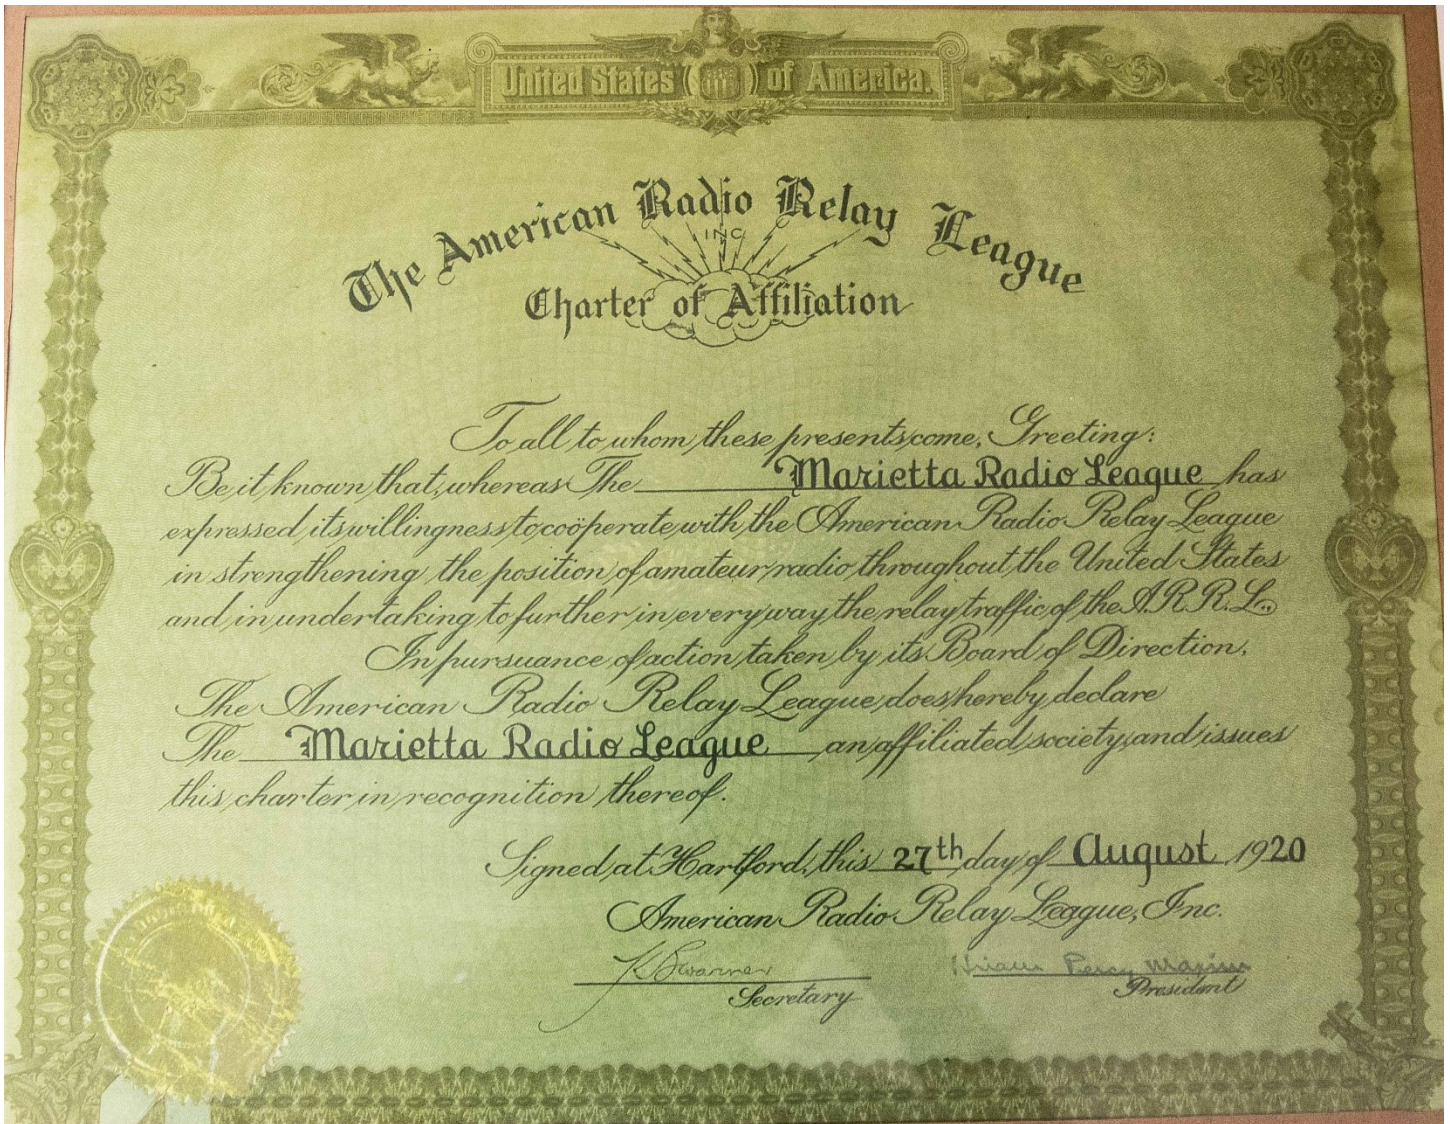 United States of America.
The American Radio Relay League
INC
Charter of Affiliation
To all to whom these presents come, Greeting:
Be it known that, whereas The Marietta Radio League has
expressed its willingness to coöperate with the American Radio Relay League
in strengthening the position of amateur radio throughout the United States
and in undertaking to further in every way the relay traffic of the A.R.R.L.,
In pursuance of action taken by its Board of Direction,
The American Radio Relay League does hereby declare
The Marietta Radio League an affiliated society and issues
this charter in recognition thereof.
Signed at Hartford, this 27th day of August 1920
American Radio Relay League, Inc.
K B Warner Hiram Percy Maxim
Secretary President